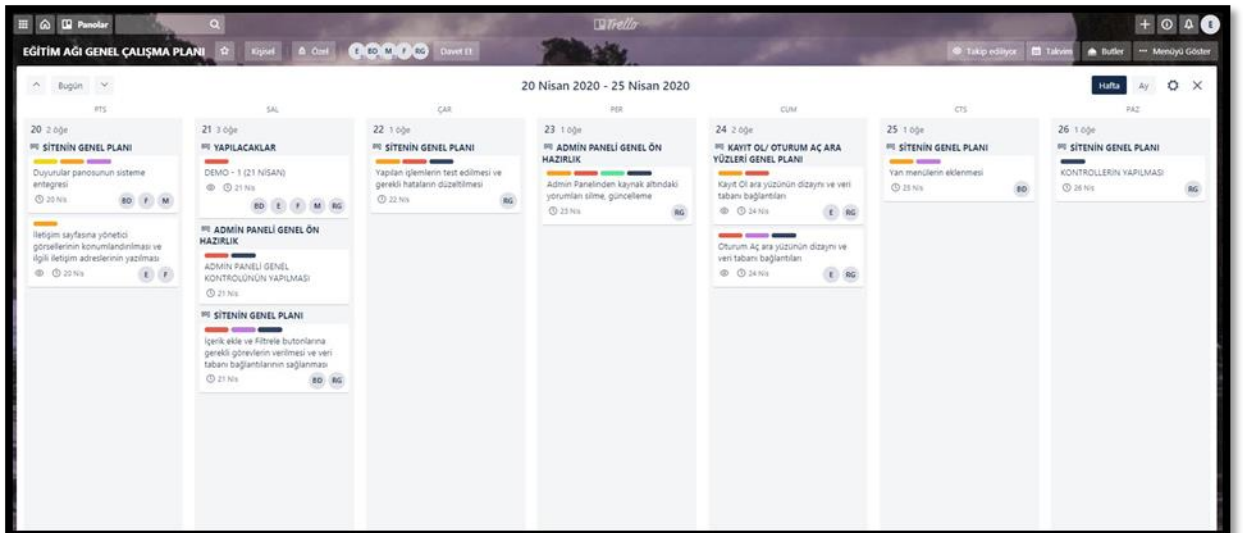 Panolar
Trello
E
EĞİTİM AĞI GENEL ÇALIŞMA PLANI
Kişisel
Özel
E BD M F RG
Davet Et
Takip ediliyor
Takvim
Butler
Menüyü Göster
Bugün
20 Nisan 2020 - 25 Nisan 2020
Hafta
Ay
PTS
SAL
ÇAR
PER
CUM
CTS
PAZ
20 2 öğe
SİTENİN GENEL PLANI
Duyurular panosunun sisteme
entegresi
20 Nis
BD F M
İletişim sayfasına yönetici
görsellerinin konumlandırılması ve
ilgili iletişim adreslerinin yazılması
20 Nis
E F
21 3 öğe
YAPILACAKLAR
DEMO - 1 (21 NİSAN)
21 Nis
BD E F M RG
ADMİN PANELİ GENEL ÖN
HAZIRLIK
ADMİN PANELİ GENEL
KONTROLÜNÜN YAPILMASI
21 Nis
SİTENİN GENEL PLANI
İçerik ekle ve Filtrele butonlarına
gerekli görevlerin verilmesi ve veri
tabanı bağlantılarının sağlanması
21 Nis
BD RG
22 1 öğe
SİTENİN GENEL PLANI
Yapılan işlemlerin test edilmesi ve
gerekli hataların düzeltilmesi
22 Nis
RG
23 1 öğe
ADMİN PANELİ GENEL ÖN
HAZIRLIK
Admin Panelinden kaynak altındaki
yorumları silme, güncelleme
23 Nis
RG
24 2 öğe
KAYIT OL/ OTURUM AÇ ARA
YÜZLERİ GENEL PLANI
Kayıt Ol ara yüzünün dizaynı ve veri
tabanı bağlantıları
24 Nis
E RG
Oturum Aç ara yüzünün dizaynı ve
veri tabanı bağlantıları
24 Nis
E RG
25 1 öğe
SİTENİN GENEL PLANI
Yan menülerin eklenmesi
25 Nis
BD
26 1 öğe
SİTENİN GENEL PLANI
KONTROLLERİN YAPILMASI
26 Nis
RG